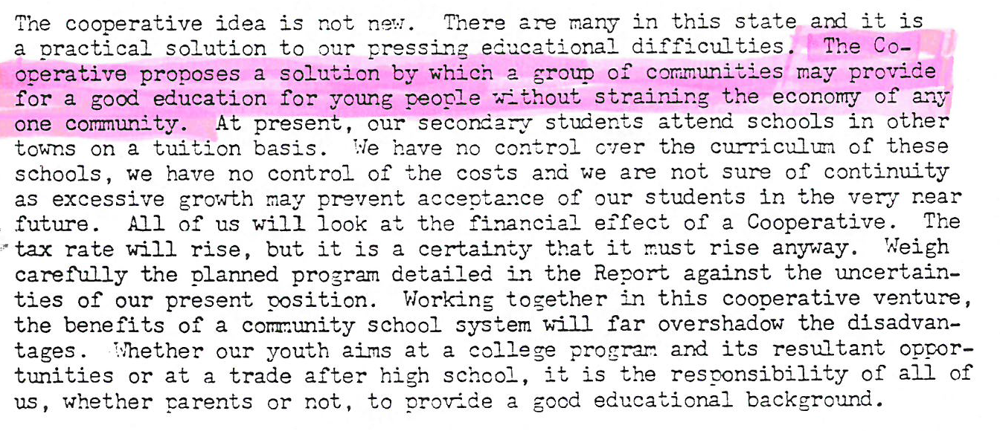 The cooperative idea is not new.  There are many in this state and it is
a practical solution to our pressing educational difficulties.  The Co-
operative proposes a solution by which a group of communities may provide
for a good education for young people without straining the economy of any
one community.  At present, our secondary students attend schools in other
towns on a tuition basis.  We have no control over the curriculum of these
schools, we have no control of the costs and we are not sure of continuity
as excessive growth may prevent acceptance of our students in the very near
future.  All of us will look at the financial effect of a Cooperative.  The
tax rate will rise, but it is a certainty that it must rise anyway.  Weigh
carefully the planned program detailed in the Report against the uncertain-
ties of our present position.  Working together in this cooperative venture,
the benefits of a community school system will far overshadow the disadvan-
tages.  Whether our youth aims at a college program and its resultant oppor-
tunities or at a trade after high school, it is the responsibility of all of
us, whether parents or not, to provide a good educational background.